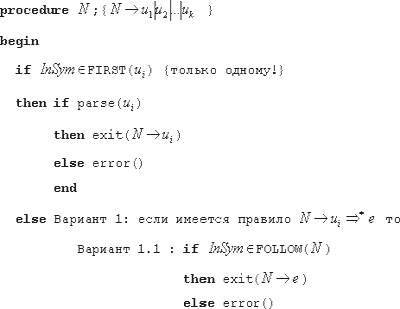 procedure N ; { N → u₁|u₂|...|uₖ }
begin
if InSym∈FIRST(uᵢ) {только одному!}
then if parse(uᵢ)
then exit(N → uᵢ)
else error()
end
else Вариант 1: если имеется правило N → uᵢ ⇒* e то
Вариант 1.1 : if InSym∈FOLLOW(N)
then exit(N → e)
else error()